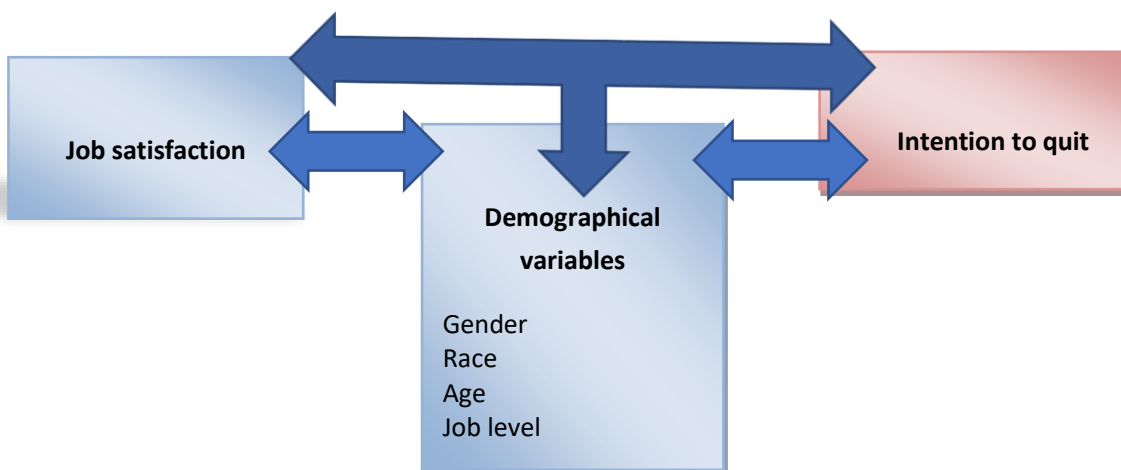 Job satisfaction
Intention to quit
Demographical
variables
Gender
Race
Age
Job level